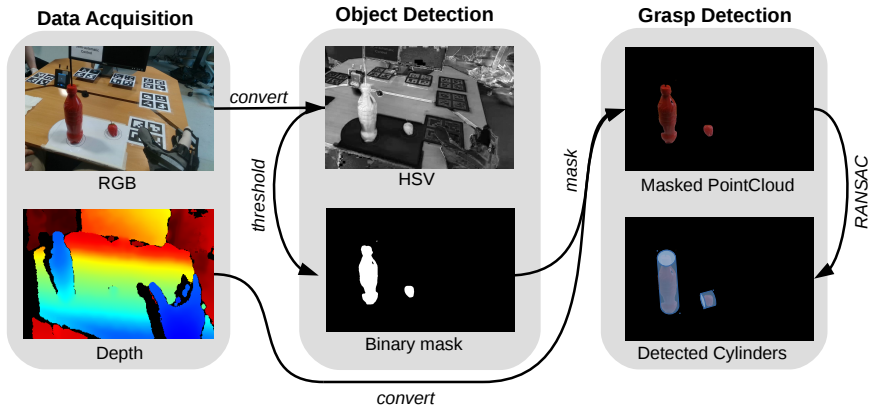 Data Acquisition
Object Detection
Grasp Detection
convert
RGB
HSV
Masked PointCloud
threshold
mask
RANSAC
Depth
Binary mask
Detected Cylinders
convert